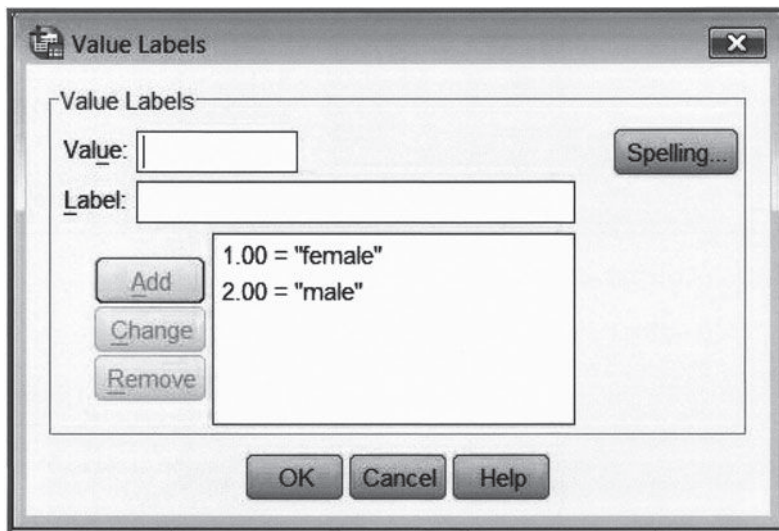 Value Labels
Value Labels
Value:
Spelling...
Label:
1.00 = "female"
2.00 = "male"
Add
Change
Remove
OK Cancel Help